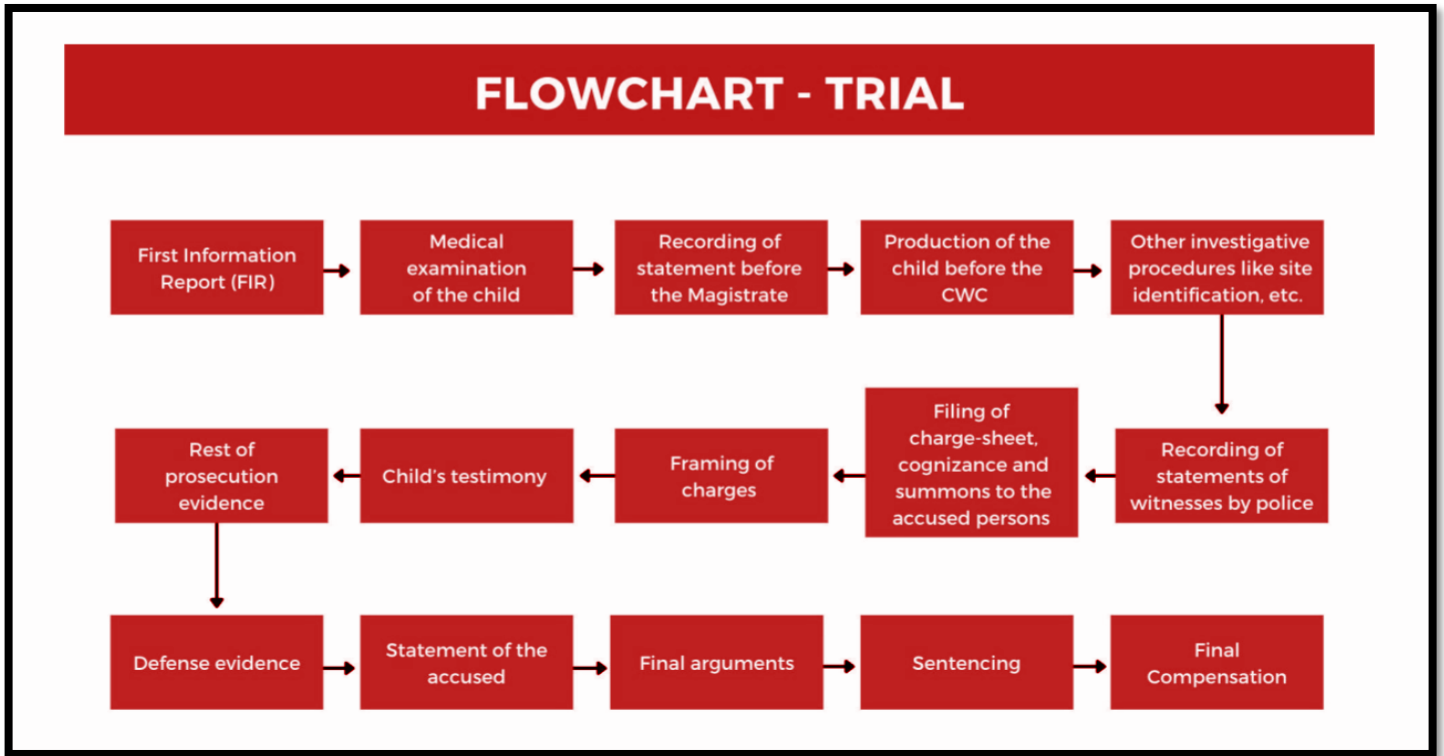 FLOWCHART - TRIAL
First Information
Report (FIR)
Medical
examination
of the child
Recording of
statement before
the Magistrate
Production of the
child before the
CWC
Other investigative
procedures like site
identification, etc.
Recording of
statements of
witnesses by police
Filing of
charge-sheet,
cognizance and
summons to the
accused persons
Framing of
charges
Child's testimony
Rest of
prosecution
evidence
Defense evidence
Statement of the
accused
Final arguments
Sentencing
Final
Compensation